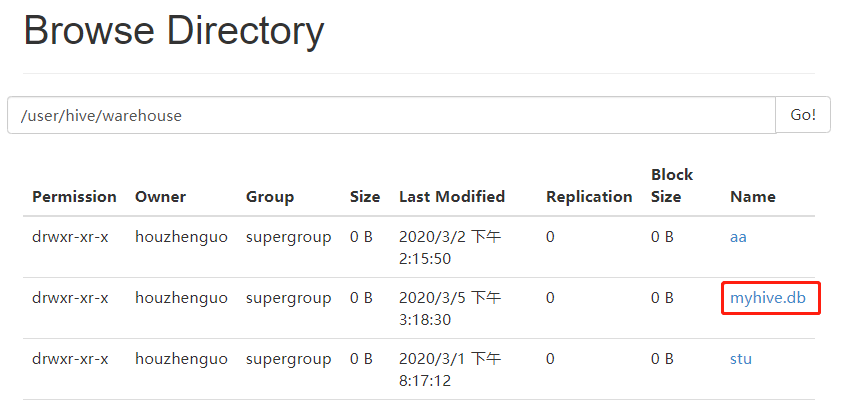 Browse Directory
/user/hive/warehouse Go!
Permission Owner Group Size Last Modified Replication Block Size Name
drwxr-xr-x houzhenguo supergroup 0 B 2020/3/2 下午 2:15:50 0 0 B aa
drwxr-xr-x houzhenguo supergroup 0 B 2020/3/5 下午 3:18:30 0 0 B myhive.db
drwxr-xr-x houzhenguo supergroup 0 B 2020/3/1 下午 8:17:12 0 0 B stu